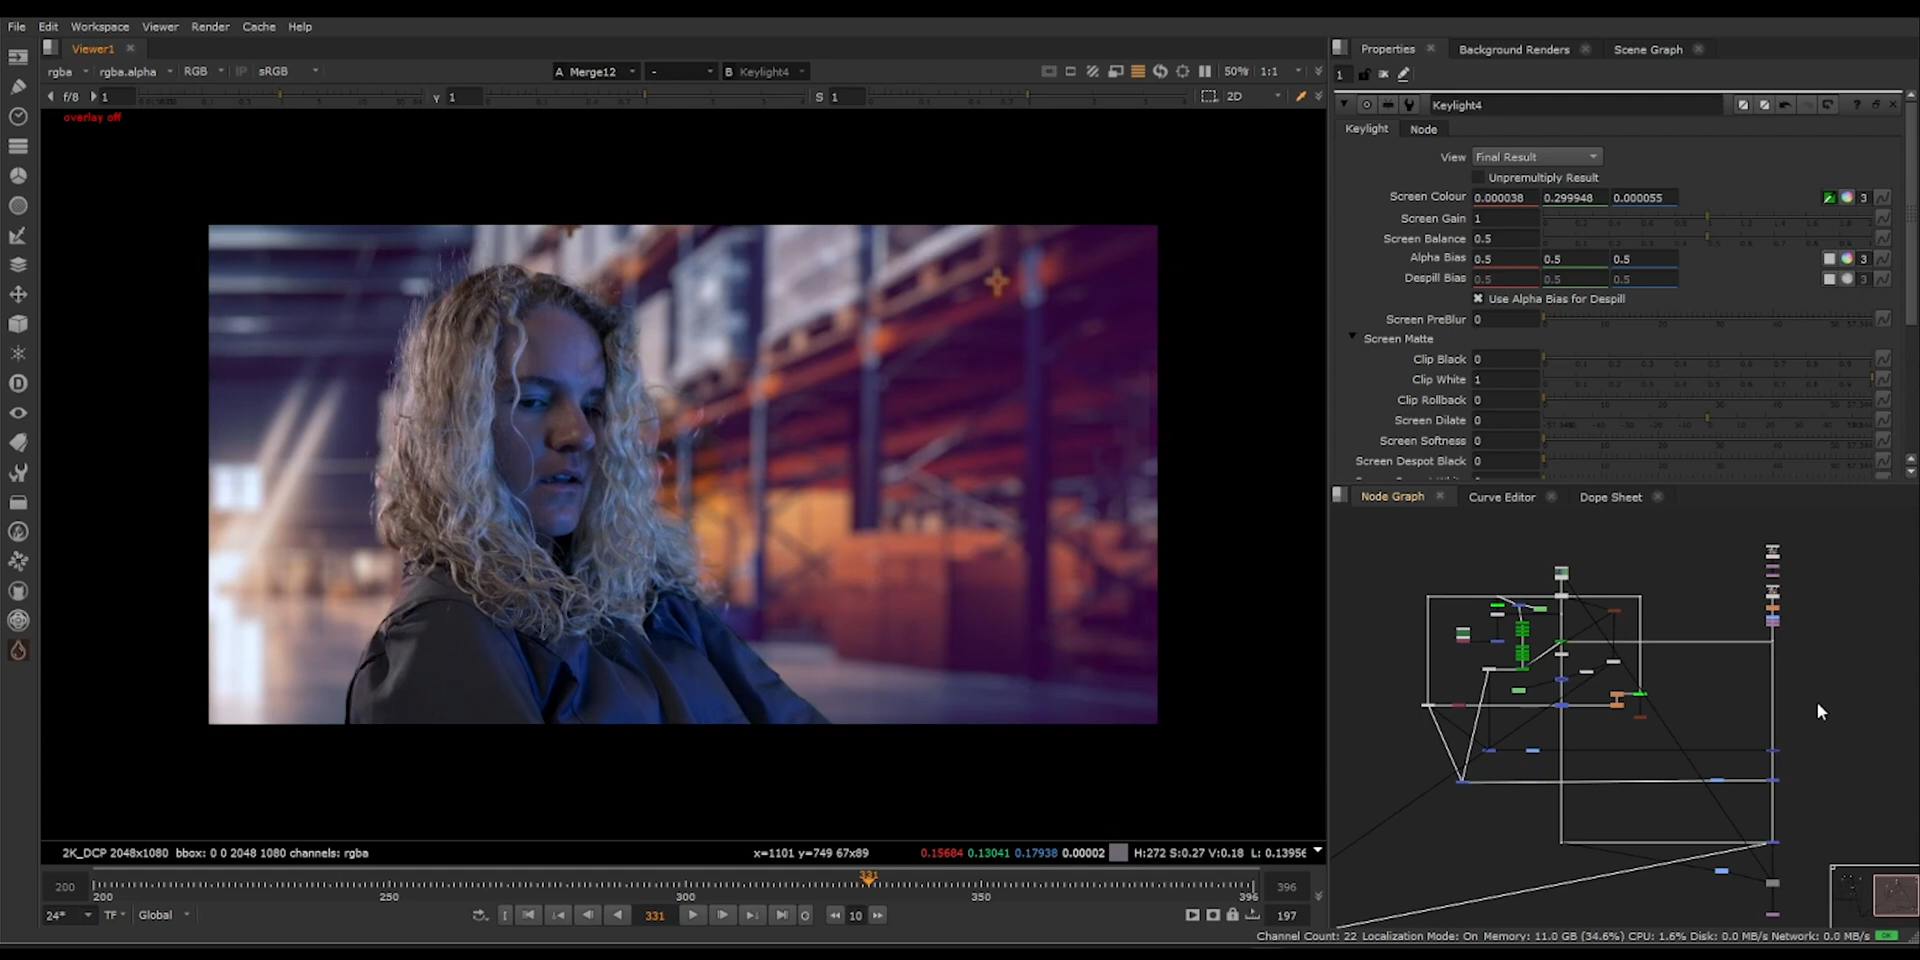 File Edit Workspace Viewer Render Cache Help
Viewer1
rgba rgba.alpha RGB IP sRGB A Merge12 - B Keylight4 50% 1:1
f/8 1 Y 1 S 1 2D
overlay off
2K_DCP 2048x1080 bbox: 0 0 2048 1080 channels: rgba x=1101 y=749 67x89 0.15684 0.13041 0.17938 0.00002 H:272 S:0.27 V:0.18 L: 0.13956
331
200 396
200 250 300 350 396
24* TF Global 331 10 197
Properties Background Renders Scene Graph
1
Keylight4
Keylight Node
View Final Result
Unpremultiply Result
Screen Colour 0.000038 0.299948 0.000055 3
Screen Gain 1
Screen Balance 0.5
Alpha Bias 0.5 0.5 0.5 3
Despill Bias 0.5 0.5 0.5 3
Use Alpha Bias for Despill
Screen PreBlur 0
Screen Matte
Clip Black 0
Clip White 1
Clip Rollback 0
Screen Dilate 0
Screen Softness 0
Screen Despot Black 0
Node Graph Curve Editor Dope Sheet
Channel Count: 22 Localization Mode: On Memory: 11.0 GB (34.6%) CPU: 1.6% Disk: 0.0 MB/s Network: 0.0 MB/s